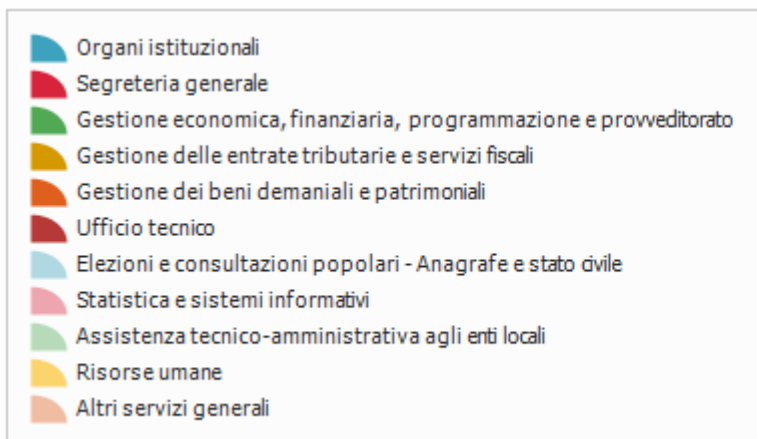 Organi istituzionali
Segreteria generale
Gestione economica, finanziaria, programmazione e provveditorato
Gestione delle entrate tributarie e servizi fiscali
Gestione dei beni demaniali e patrimoniali
Ufficio tecnico
Elezioni e consultazioni popolari - Anagrafe e stato civile
Statistica e sistemi informativi
Assistenza tecnico-amministrativa agli enti locali
Risorse umane
Altri servizi generali